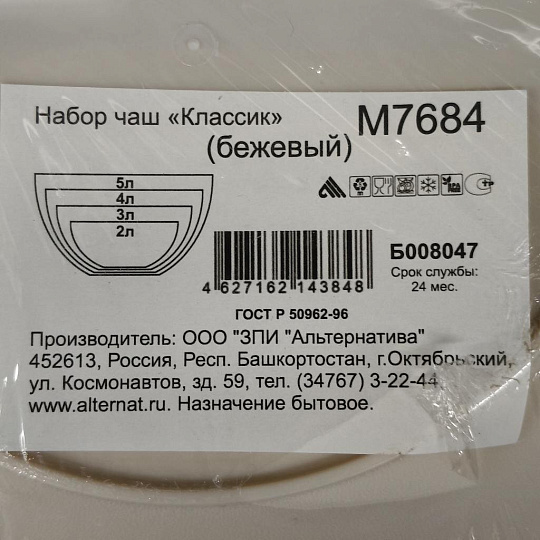 Набор чаш «Классик»
M7684
(бежевый)
5л
4л
3л
2л
Б008047
Срок службы:
24 мес.
4 627162 143848
ГОСТ Р 50962-96
Производитель: ООО "ЗПИ "Альтернатива"
452613, Россия, Респ. Башкортостан, г.Октябрьский,
ул. Космонавтов, зд. 59, тел. (34767) 3-22-44
www.alternat.ru. Назначение бытовое.